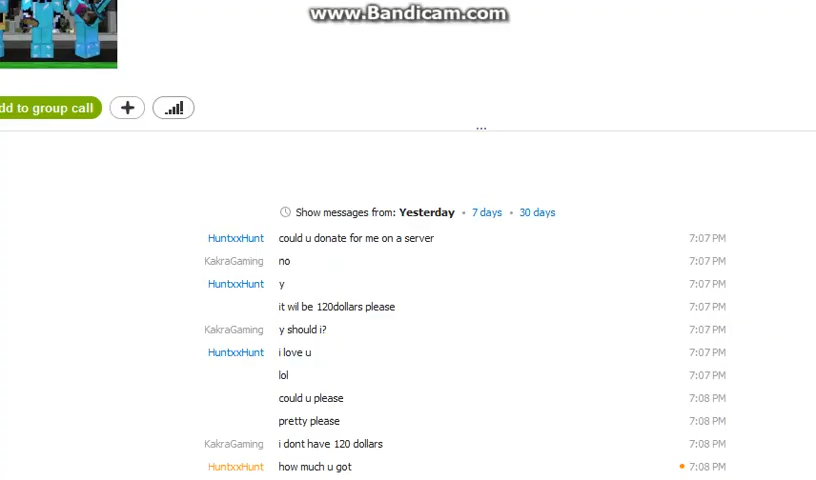 www.Bandicam.com
dd to group call
...
Show messages from: Yesterday • 7 days • 30 days
HuntxxHunt could u donate for me on a server 7:07 PM
KakraGaming no 7:07 PM
HuntxxHunt y 7:07 PM
it wil be 120dollars please 7:07 PM
KakraGaming y should i? 7:07 PM
HuntxxHunt i love u 7:07 PM
lol 7:07 PM
could u please 7:08 PM
pretty please 7:08 PM
KakraGaming i dont have 120 dollars 7:08 PM
HuntxxHunt how much u got 7:08 PM